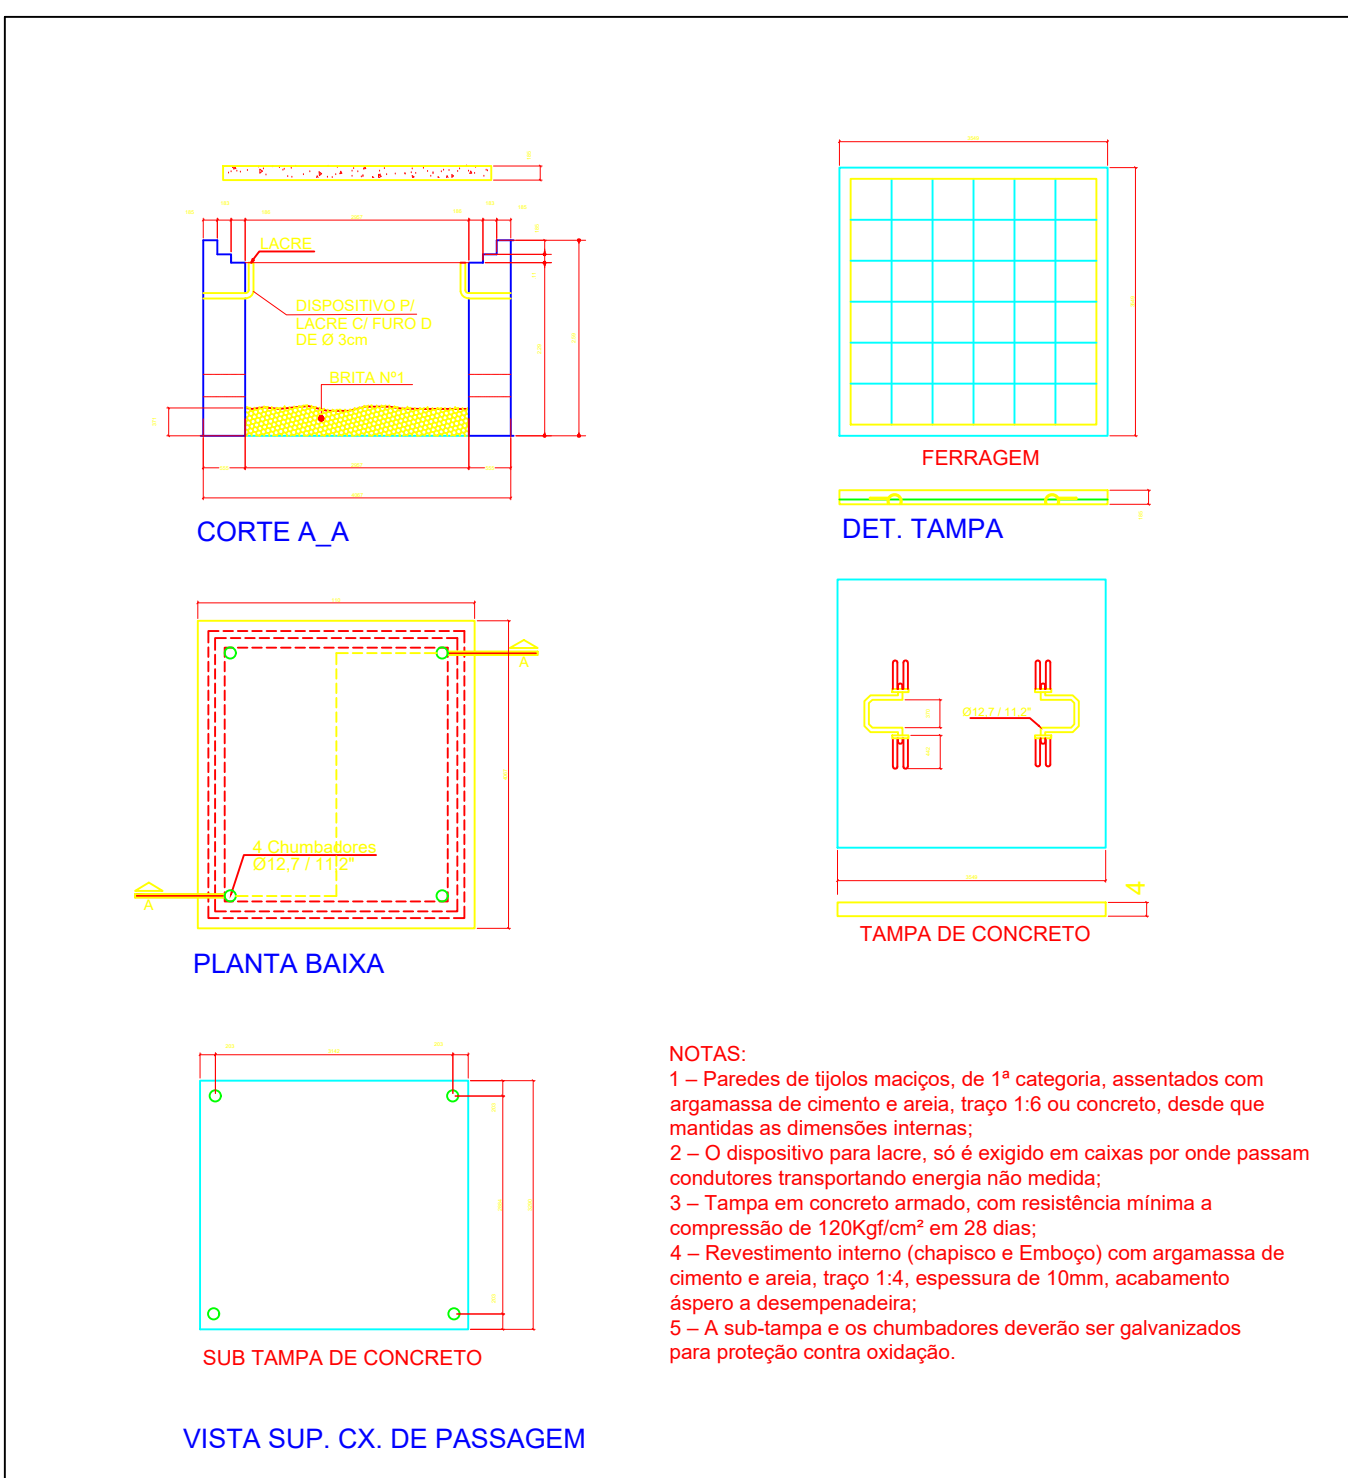 LACRE
DISPOSITIVO P/
LACRE C/ FURO D
DE Ø 3cm
BRITA Nº1
CORTE A_A
FERRAGEM
DET. TAMPA
A
4 Chumbadores
Ø12,7 / 11,2"
A
PLANTA BAIXA
Ø12,7 / 11,2"
4
TAMPA DE CONCRETO
SUB TAMPA DE CONCRETO
VISTA SUP. CX. DE PASSAGEM
NOTAS:
1 – Paredes de tijolos maciços, de 1ª categoria, assentados com
argamassa de cimento e areia, traço 1:6 ou concreto, desde que
mantidas as dimensões internas;
2 – O dispositivo para lacre, só é exigido em caixas por onde passam
condutores transportando energia não medida;
3 – Tampa em concreto armado, com resistência mínima a
compressão de 120Kgf/cm² em 28 dias;
4 – Revestimento interno (chapisco e Emboço) com argamassa de
cimento e areia, traço 1:4, espessura de 10mm, acabamento
áspero a desempenadeira;
5 – A sub-tampa e os chumbadores deverão ser galvanizados
para proteção contra oxidação.